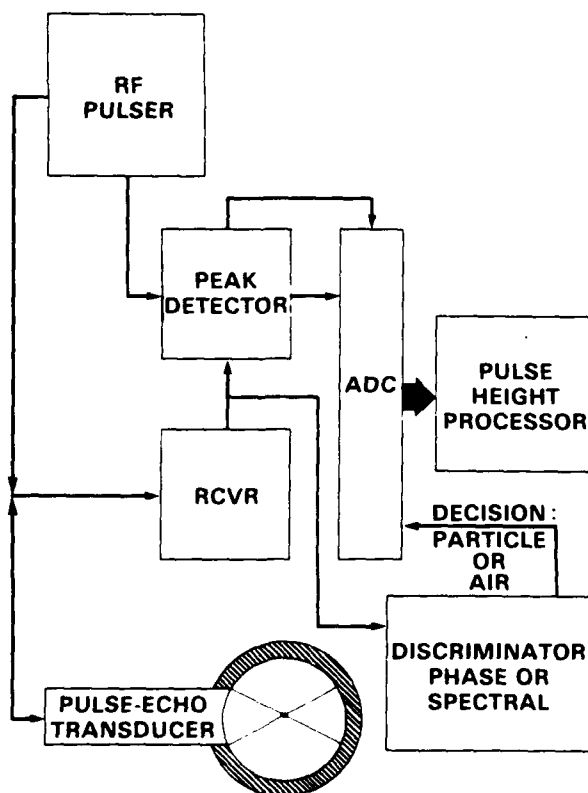 RF
PULSER
PEAK
DETECTOR
ADC
PULSE
HEIGHT
PROCESSOR
RCVR
DECISION:
PARTICLE
OR
AIR
DISCRIMINATOR
PHASE OR
SPECTRAL
PULSE-ECHO
TRANSDUCER